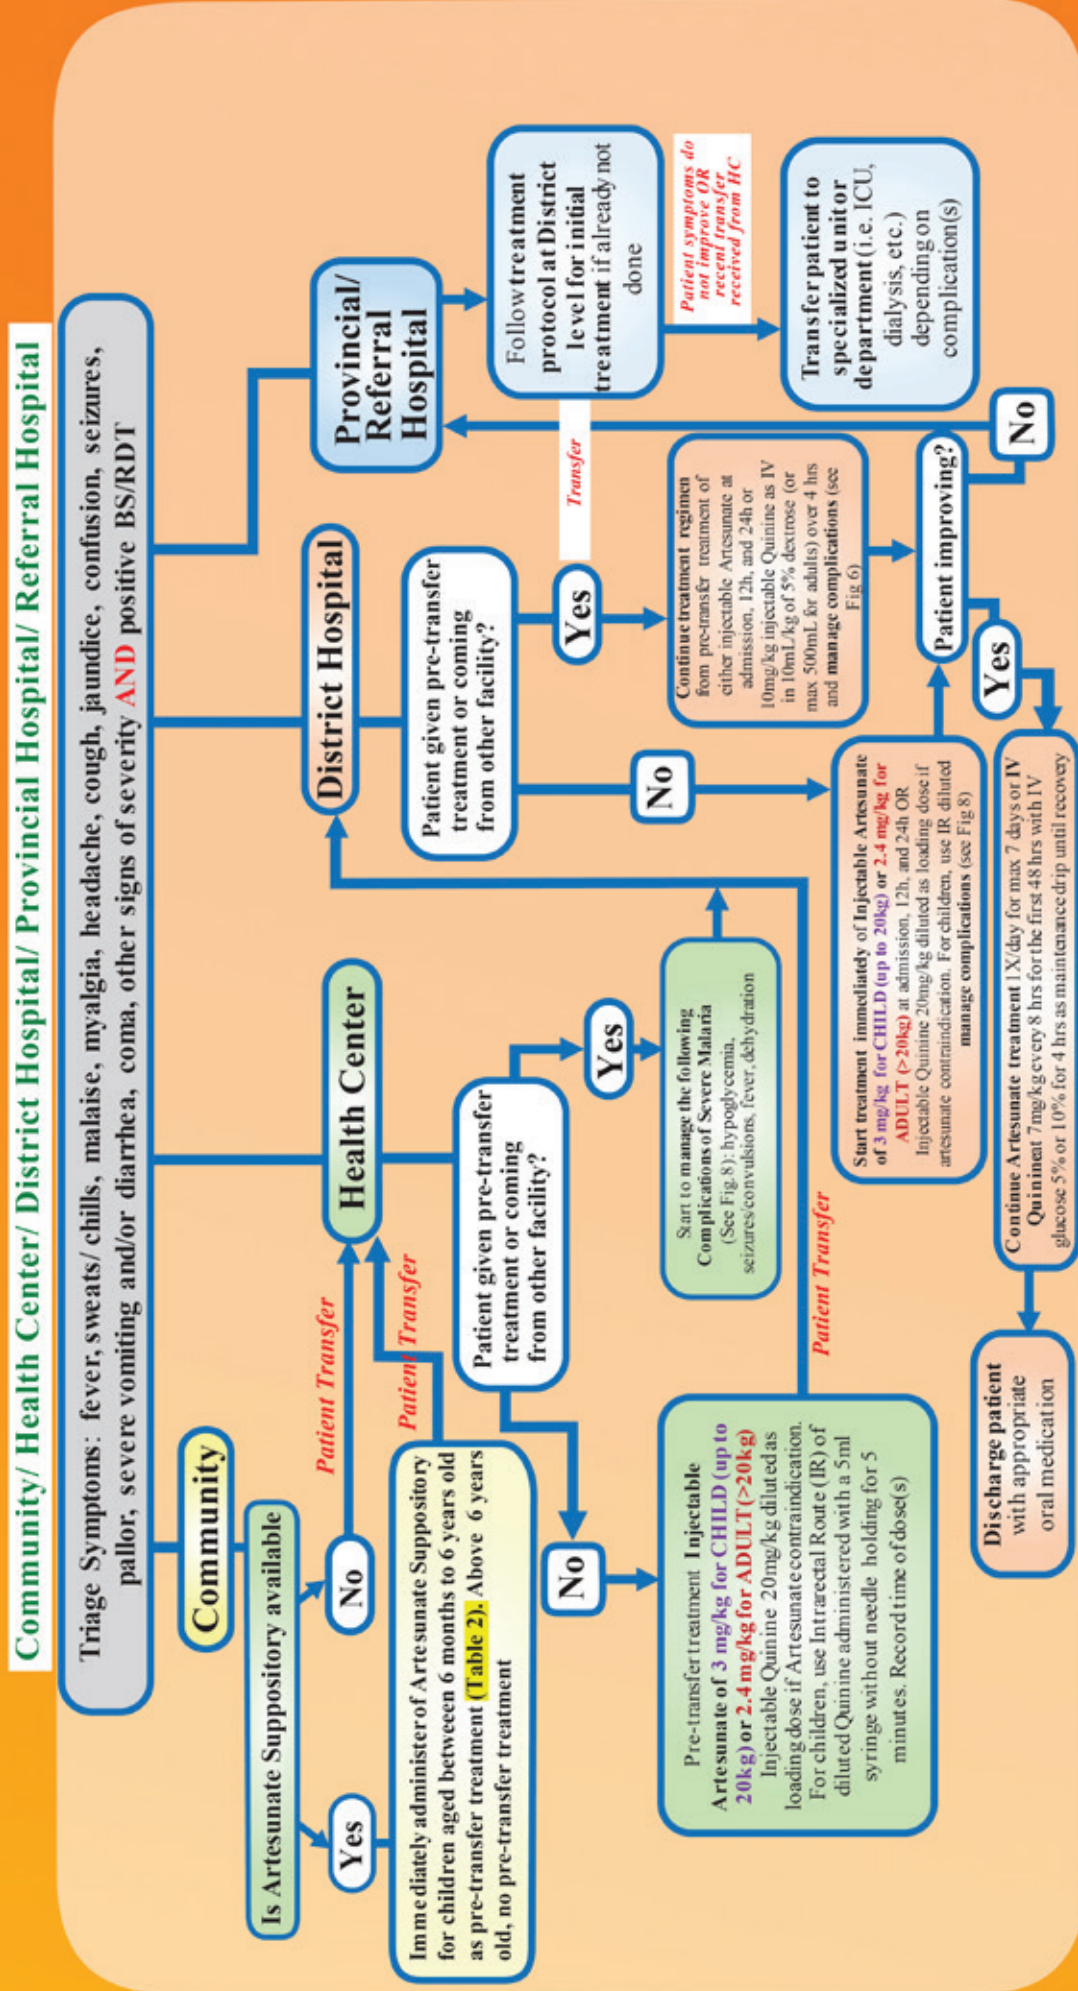 Community/ Health Center/ District Hospital/ Provincial Hospital/ Referral Hospital
Triage Symptoms: fever, sweats/ chills, malaise, myalgia, headache, cough, jaundice, confusion, seizures,
pallor, severe vomiting and/or diarrhea, coma, other signs of severity AND positive BS/RDT
Community
Is Artesunate Suppository available
Yes
No
Patient Transfer
Immediately administer of Artesunate Suppository
for children aged between 6 months to 6 years old
as pre-transfer treatment (Table 2). Above 6 years
old, no pre-transfer treatment
Patient Transfer
Health Center
Patient given pre-transfer
treatment or coming
from other facility?
No
Yes
Pre-transfer treatment Injectable
Artesunate of 3 mg/kg for CHILD (up to
20kg) or 2.4 mg/kg for ADULT (>20kg)
Injectable Quinine 20mg/kg diluted as
loading dose if Artesunate contraindication.
For children, use Intrarectal Route (IR) of
diluted Quinine administered with a 5ml
syringe without needle holding for 5
minutes. Record time of dose(s)
Start to manage the following
Complications of Severe Malaria
(See Fig. 8): hypoglycemia,
seizures/convulsions, fever, dehydration
Patient Transfer
District Hospital
Patient given pre-transfer
treatment or coming
from other facility?
No
Yes
Transfer
Start treatment immediately of Injectable Artesunate
of 3 mg/kg for CHILD (up to 20kg) or 2.4 mg/kg for
ADULT (>20kg) at admission, 12h, and 24h OR
Injectable Quinine 20mg/kg diluted as loading dose if
artesunate contraindication. For children, use IR diluted
manage complications (see Fig 8)
Continue treatment regimen
from pre-transfer treatment of
either injectable Artesunate at
admission, 12h, and 24h or
10mg/kg injectable Quinine as IV
in 10mL/kg of 5% dextrose (or
max 500mL for adults) over 4 hrs
and manage complications (see
Fig 6)
Patient improving?
Yes
No
Continue Artesunate treatment 1X/day for max 7 days or IV
Quinineat 7mg/kg every 8 hrs for the first 48 hrs with IV
glucose 5% or 10% for 4 hrs as maintenance drip until recovery
Discharge patient
with appropriate
oral medication
Provincial/
Referral
Hospital
Follow treatment
protocol at District
level for initial
treatment if already not
done
Patient symptoms do
not improve OR
recent transfer
received from HC
Transfer patient to
specialized unit or
department (i.e. ICU,
dialysis, etc.)
depending on
complication(s)